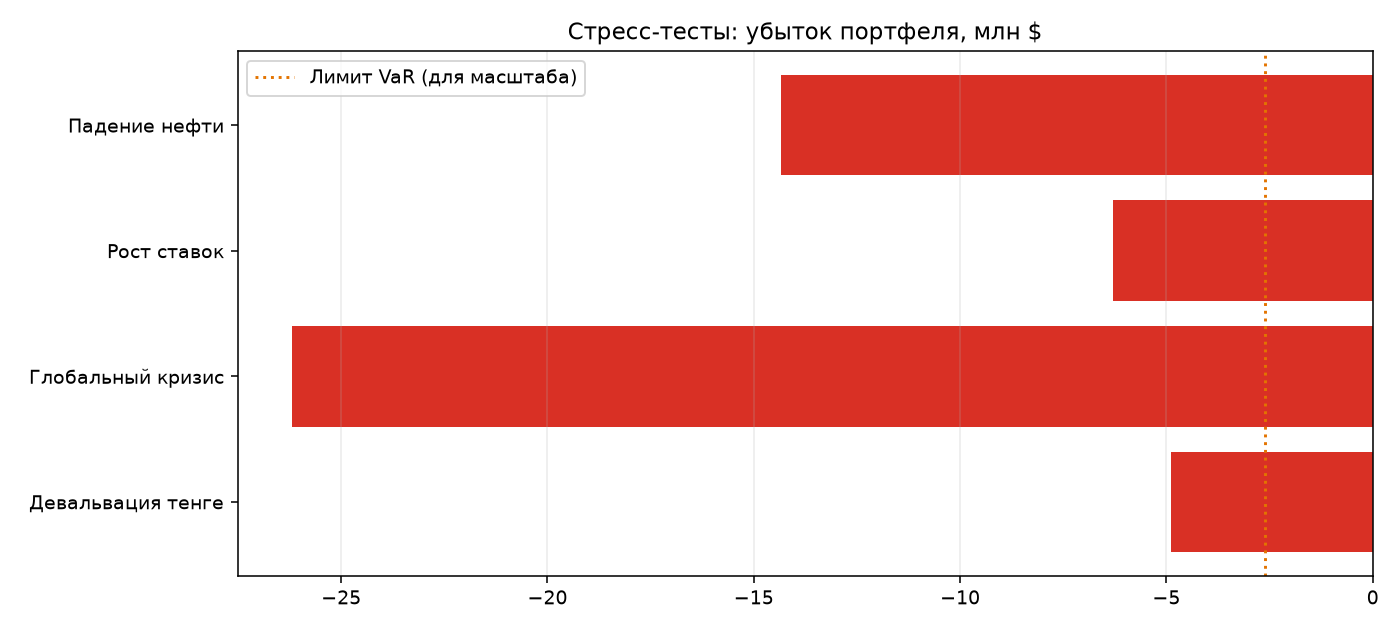 Стресс-тесты: убыток портфеля, млн $
Лимит VaR (для масштаба)
Падение нефти
Рост ставок
Глобальный кризис
Девальвация тенге
−25 −20 −15 −10 −5 0